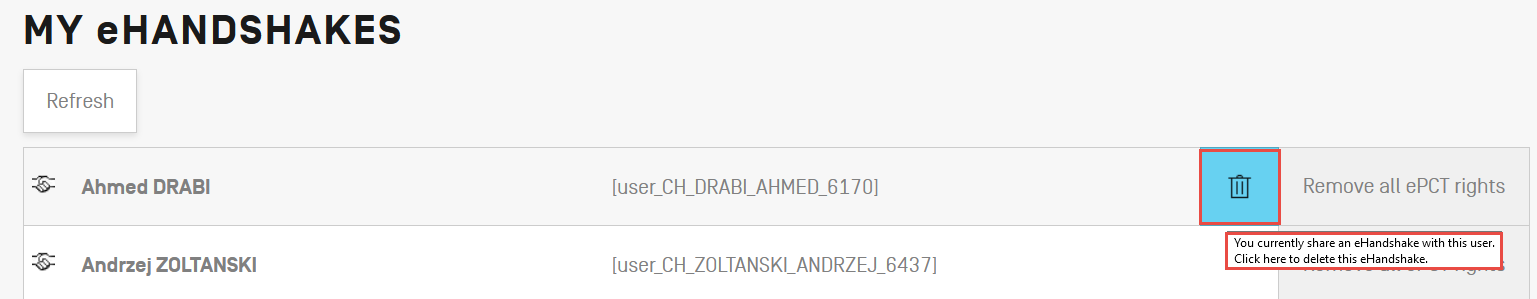 MY eHANDSHAKES
Refresh
Ahmed DRABI [user_CH_DRABI_AHMED_6170] Remove all ePCT rights
You currently share an eHandshake with this user.
Click here to delete this eHandshake.
Andrzej ZOLTANSKI [user_CH_ZOLTANSKI_ANDRZEJ_6437]